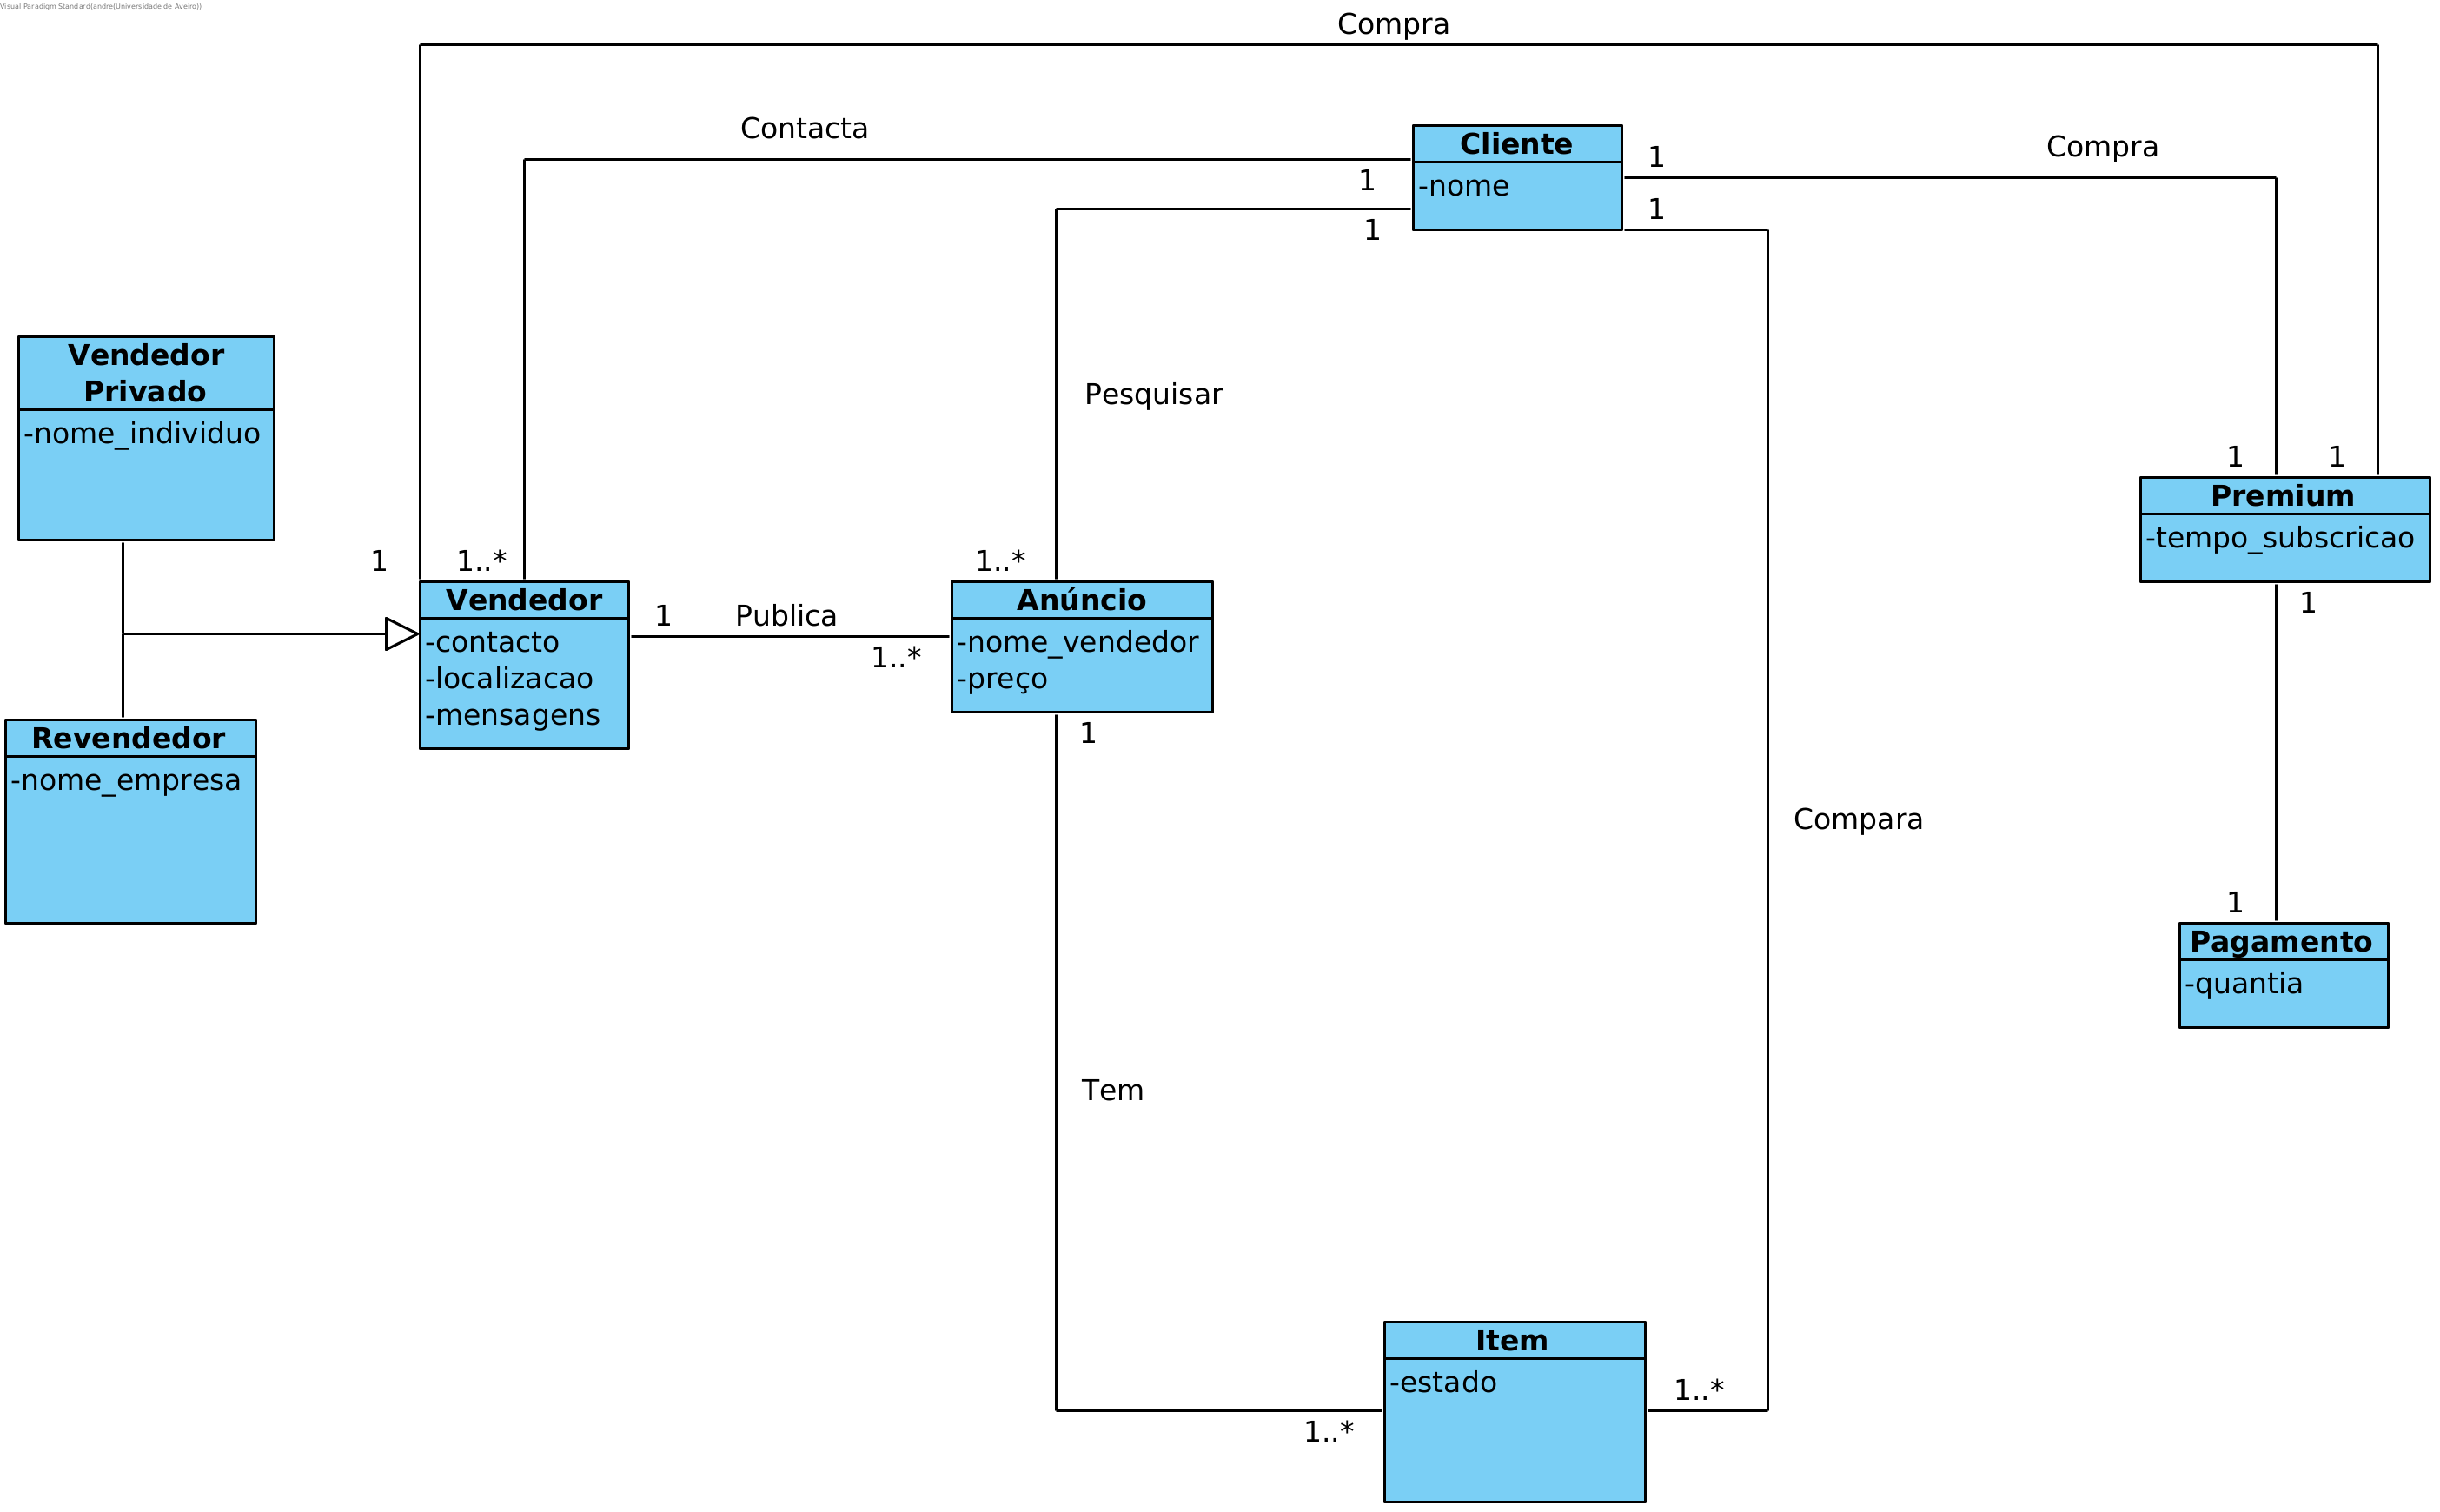 Visual Paradigm Standard(andre(Universidade de Aveiro))
Compra
Contacta
Cliente
-nome
1
1
1
1
Compra
Vendedor
Privado
-nome_individuo
Pesquisar
1
1
Premium
-tempo_subscricao
1
1
1..*
Vendedor
-contacto
-localizacao
-mensagens
1
Publica
1..*
1..*
Anúncio
-nome_vendedor
-preço
1
Revendedor
-nome_empresa
Compara
1
Pagamento
-quantia
Tem
Item
-estado
1..*
1..*